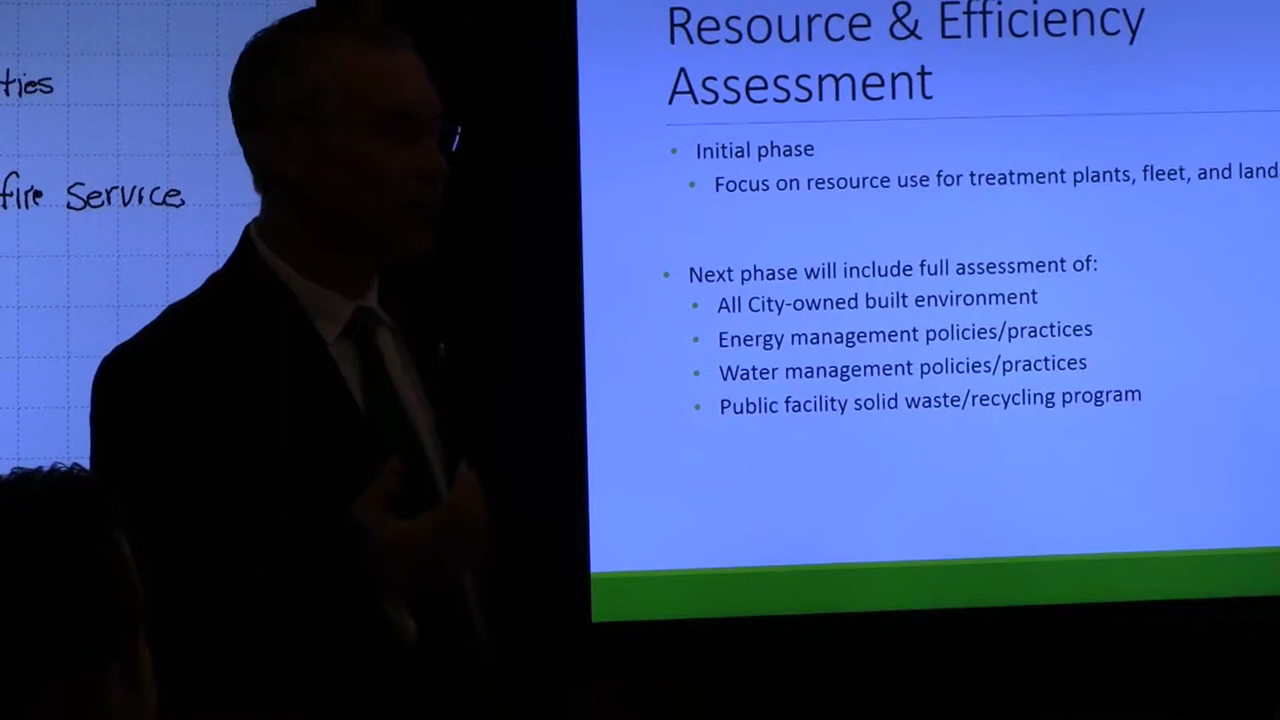 ties
fire Service
Resource & Efficiency
Assessment
• Initial phase
• Focus on resource use for treatment plants, fleet, and land
• Next phase will include full assessment of:
• All City-owned built environment
• Energy management policies/practices
• Water management policies/practices
• Public facility solid waste/recycling program